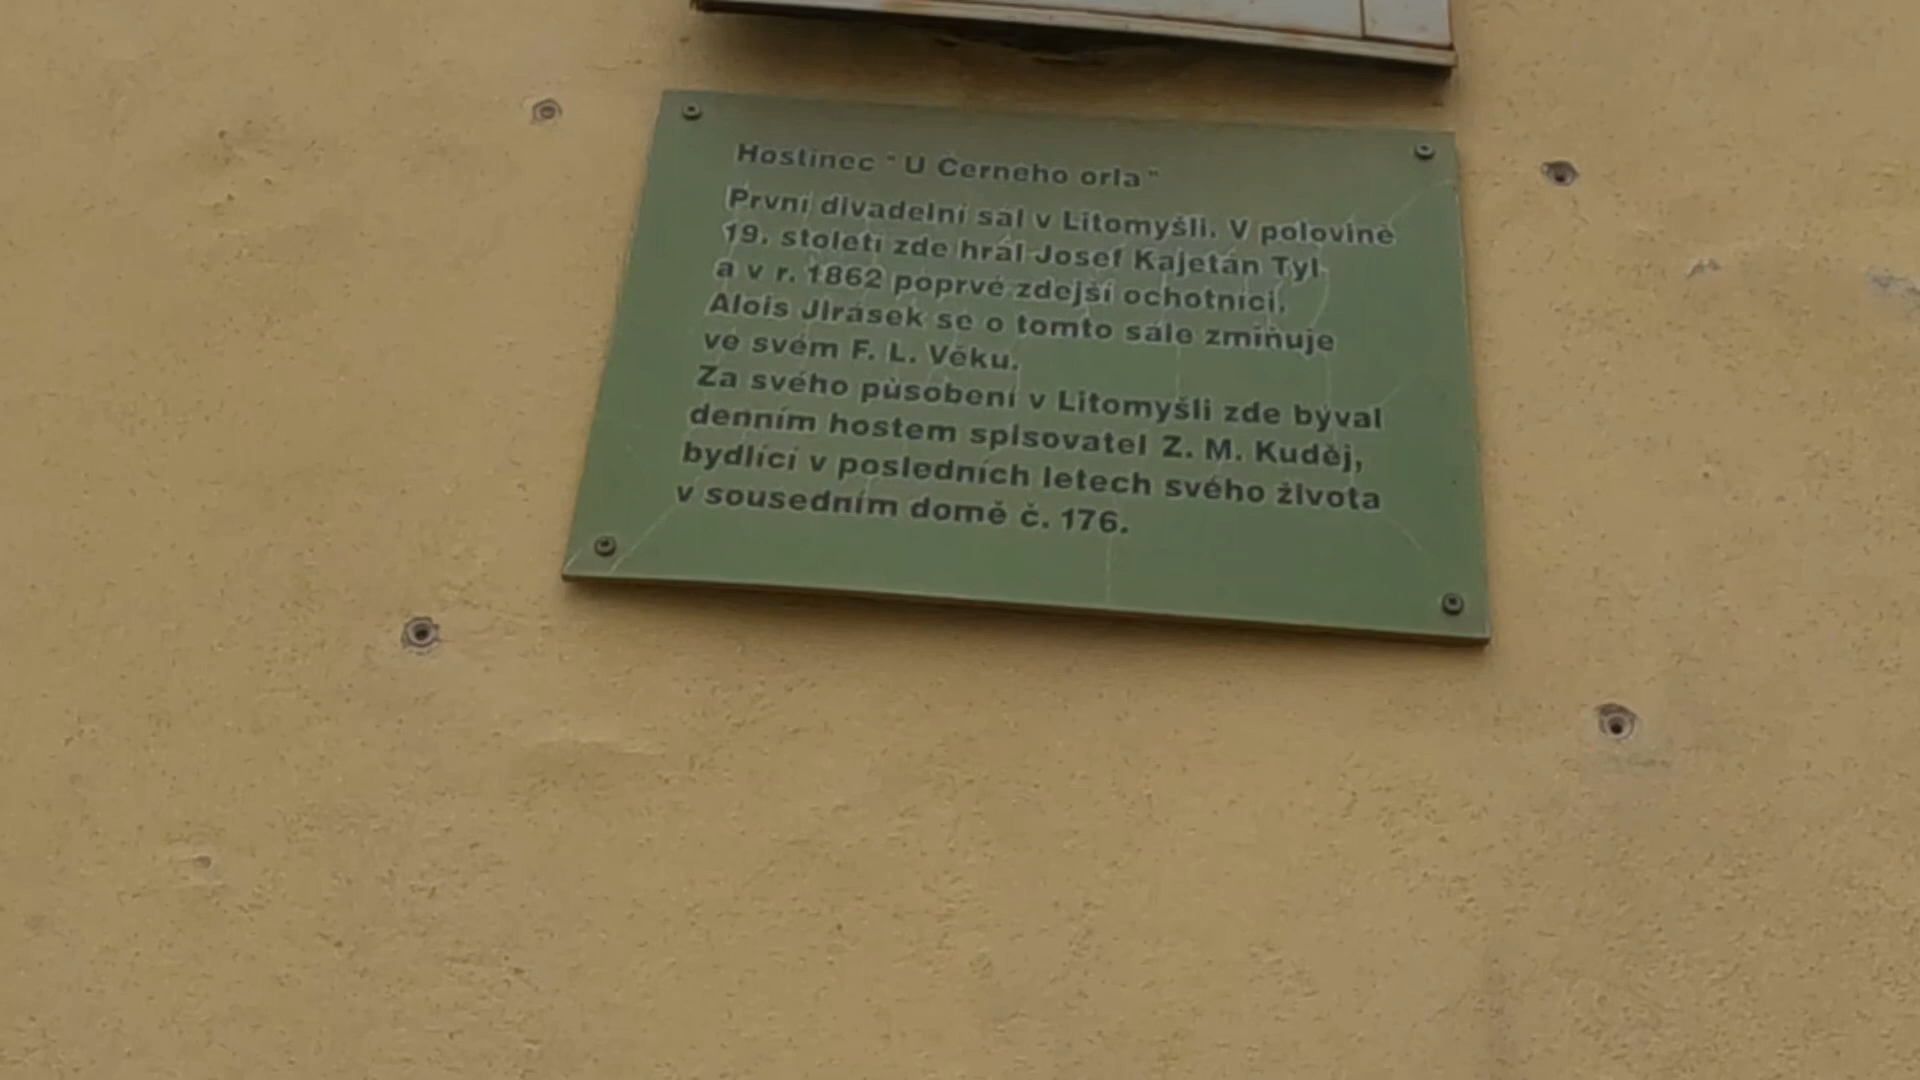 Hostinec "U Černého orla"
První divadelní sál v Litomyšli. V polovině
19. století zde hrál Josef Kajetán Tyl
a v r. 1862 poprvé zdejší ochotníci.
Alois Jirásek se o tomto sále zmiňuje
ve svém F. L. Věku.
Za svého působení v Litomyšli zde býval
denním hostem spisovatel Z. M. Kuděj,
bydlící v posledních letech svého života
v sousedním domě č. 176.